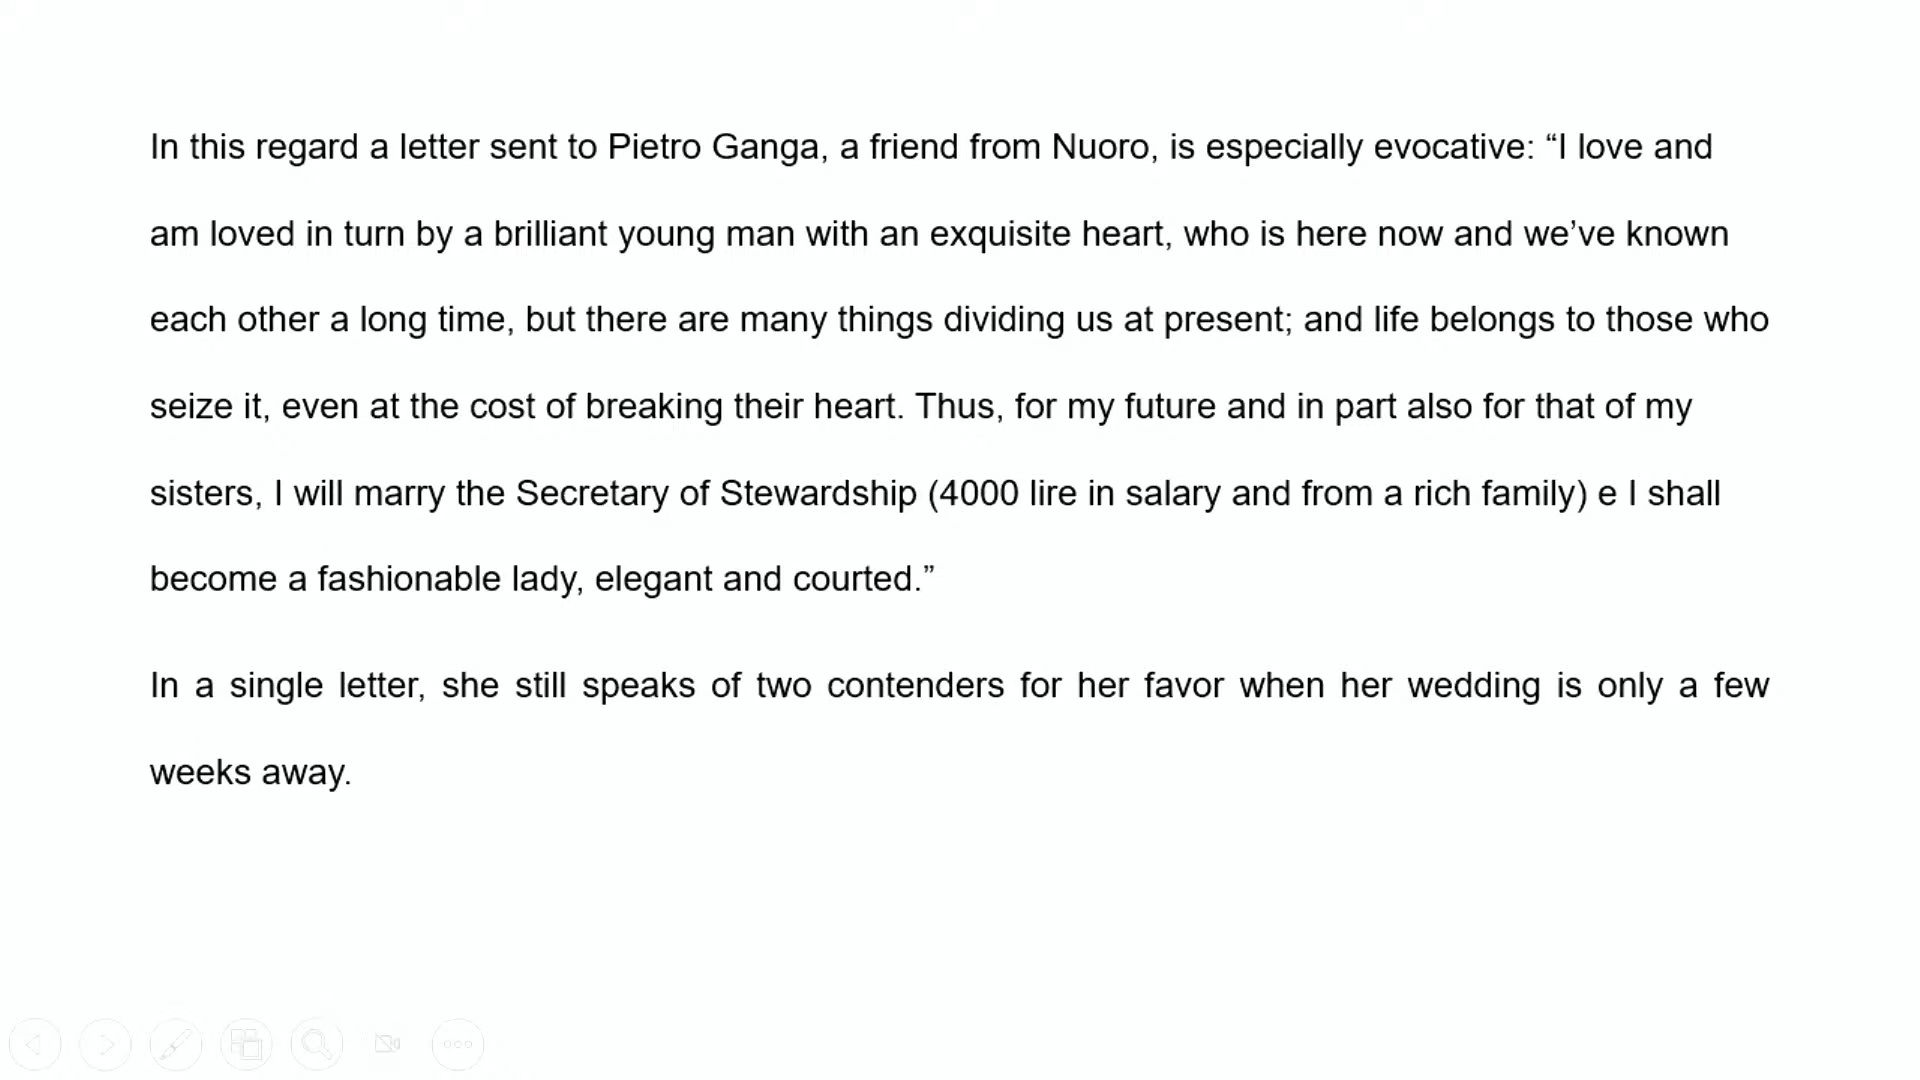 In this regard a letter sent to Pietro Ganga, a friend from Nuoro, is especially evocative: “I love and
am loved in turn by a brilliant young man with an exquisite heart, who is here now and we’ve known
each other a long time, but there are many things dividing us at present; and life belongs to those who
seize it, even at the cost of breaking their heart. Thus, for my future and in part also for that of my
sisters, I will marry the Secretary of Stewardship (4000 lire in salary and from a rich family) e I shall
become a fashionable lady, elegant and courted.”
In a single letter, she still speaks of two contenders for her favor when her wedding is only a few
weeks away.